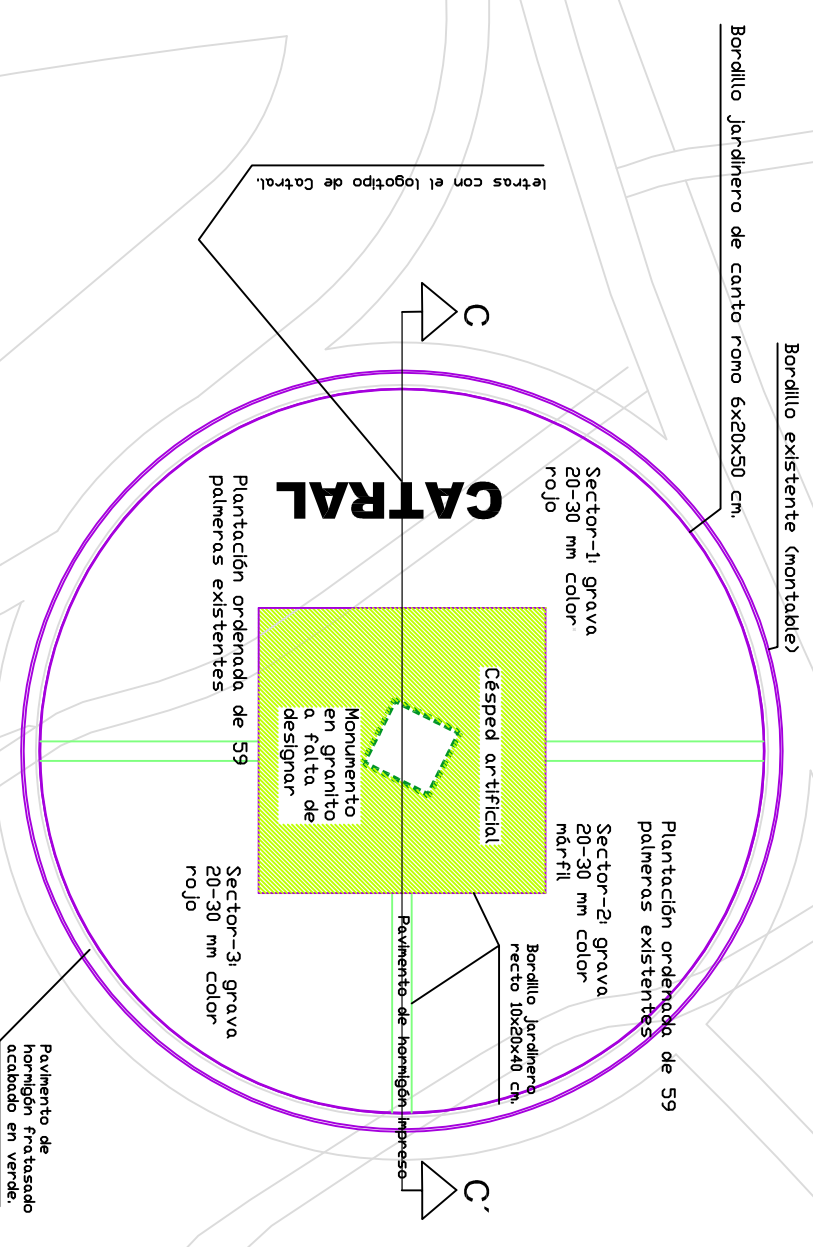 Bordillo jardinero de canto romo 6x20x50 cm.
Bordillo existente (montable)
letras con el logotipo de Catral.
C
CATRAL
Sector-1: grava
20-30 mm color
rojo
Plantación ordenada de 59
palmeras existentes
Césped artificial
Monumento
en granito
a falta de
designar
Plantación ordenada de 59
palmeras existentes
Sector-2: grava
20-30 mm color
márfil
Sector-3: grava
20-30 mm color
rojo
Bordillo jardinero
recto 10x20x40 cm.
Pavimento de hormigón impreso
Pavimento de
hormigón fratasado
acabado en verde.
C´